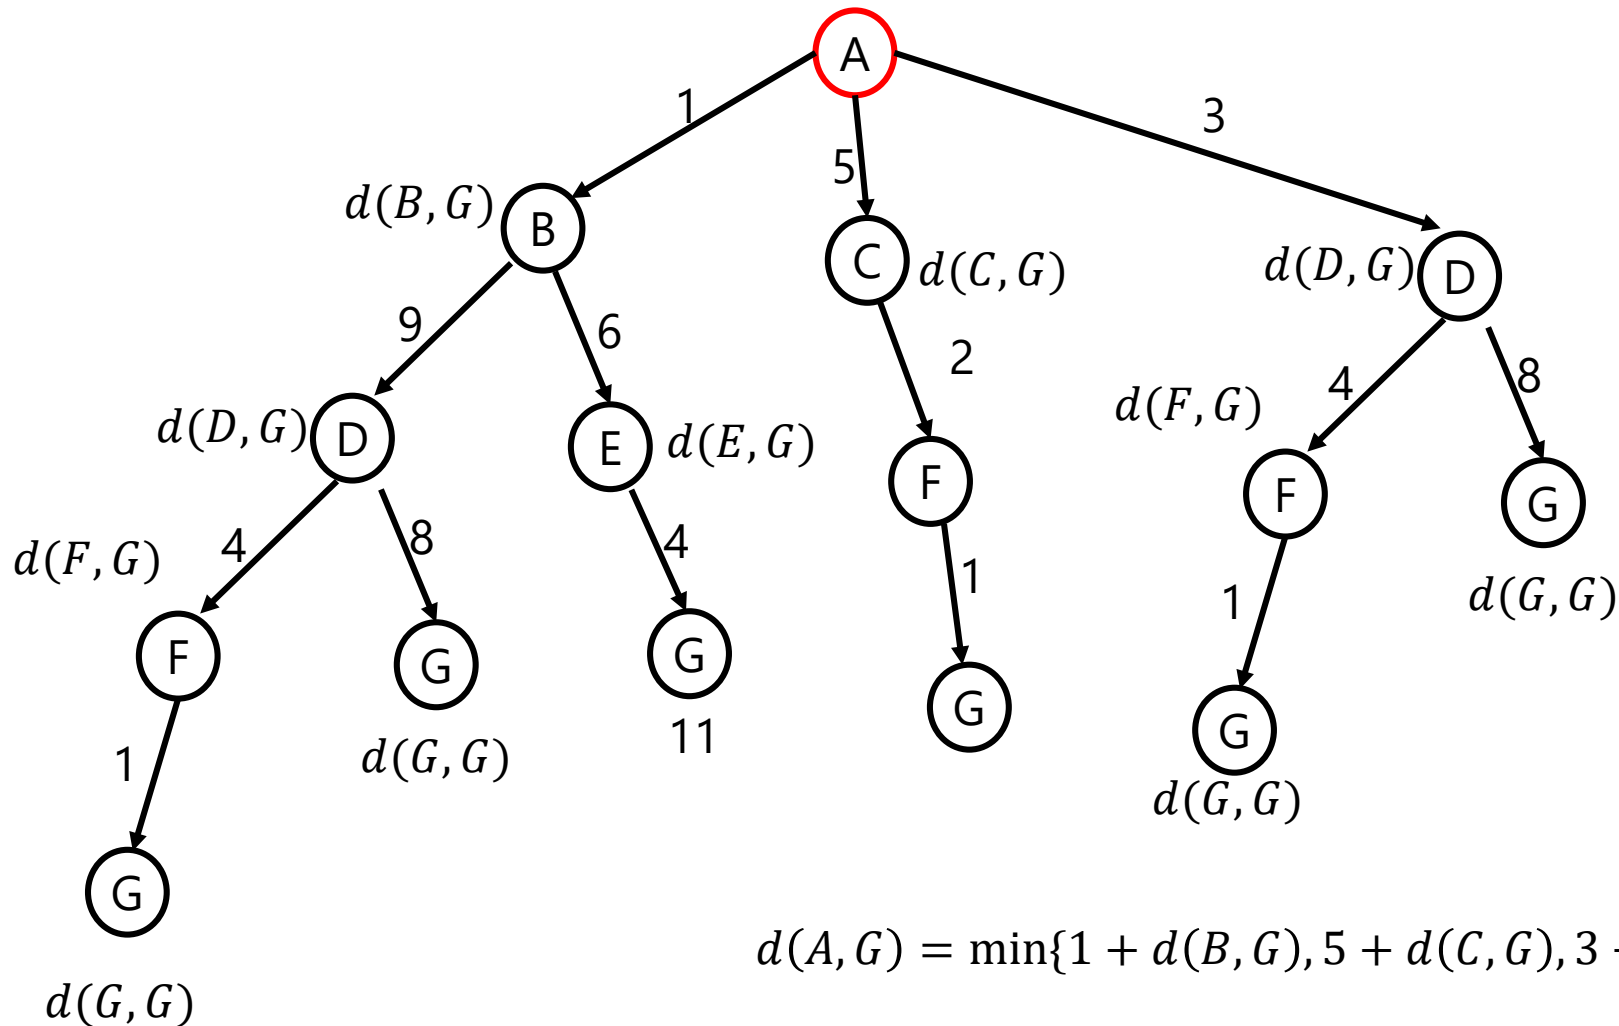 A
1
5
3
d(B,G)
B
C
d(C,G)
d(D,G)
D
9
6
2
4
8
d(D,G)
D
E
d(E,G)
F
d(F,G)
F
G
d(F,G)
4
8
4
1
1
d(G,G)
F
G
G
11
G
G
1
d(G,G)
d(G,G)
G
d(G,G)
d(A,G) = min{1 + d(B,G), 5 + d(C,G), 3